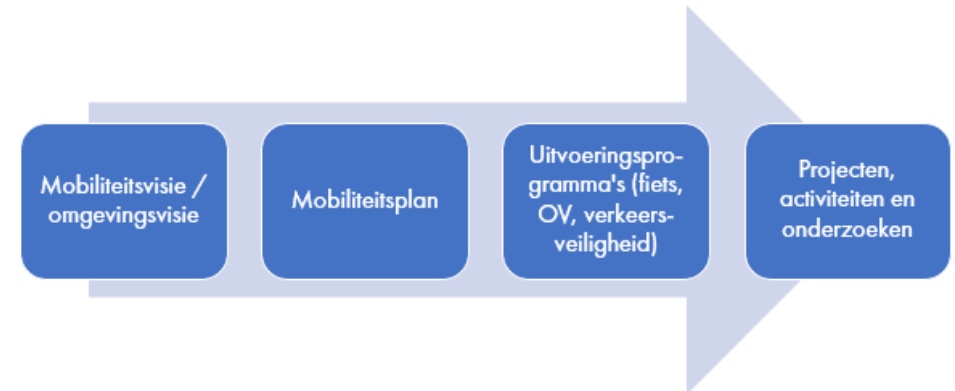 Mobiliteitsvisie /
omgevingsvisie
Mobiliteitsplan
Uitvoeringspro-
gramma's (fiets,
OV, verkeers-
veiligheid)
Projecten,
activiteiten en
onderzoeken